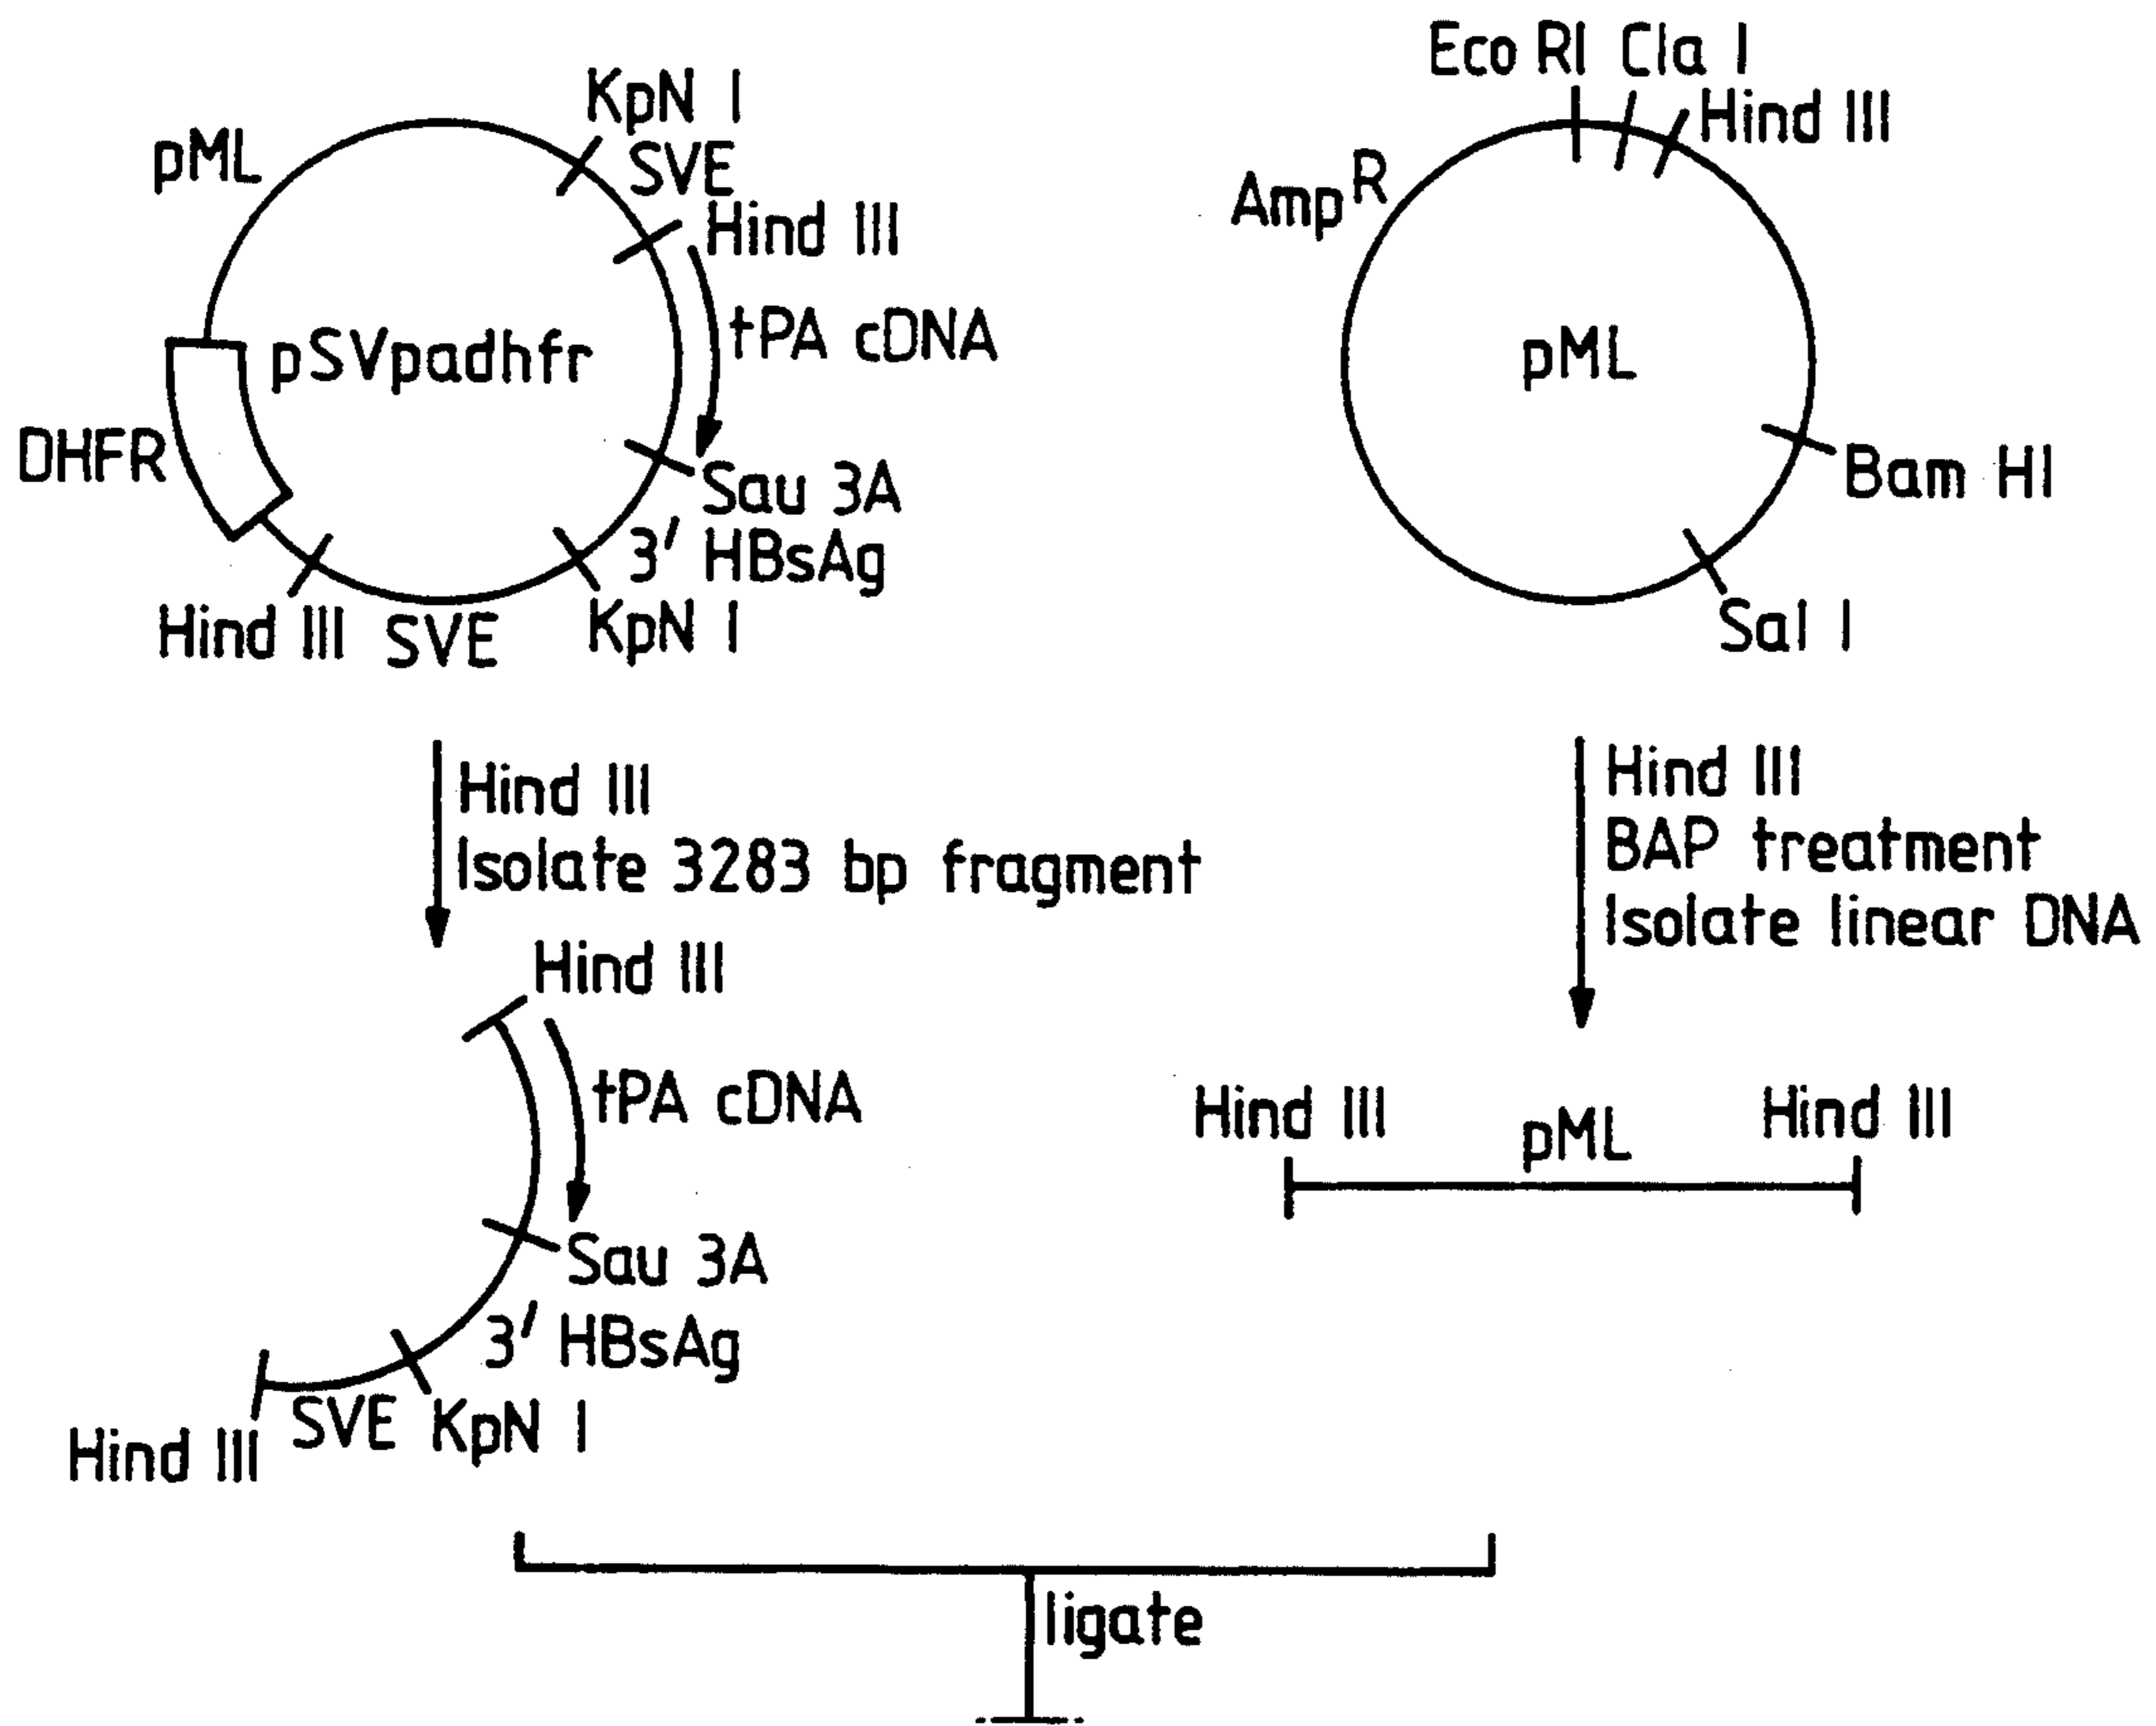 pML
KpN I
SVE
Hind III
tPA cDNA
pSVpadhfr
DHFR
Sau 3A
3' HBsAg
KpN I
SVE
Hind III
Eco RI Cla I
Hind III
Amp R
pML
Bam HI
Sal I
Hind III
Isolate 3283 bp fragment
Hind III
BAP treatment
Isolate linear DNA
Hind III
tPA cDNA
Sau 3A
3' HBsAg
KpN I
SVE
Hind III
Hind III
pML
Hind III
ligate